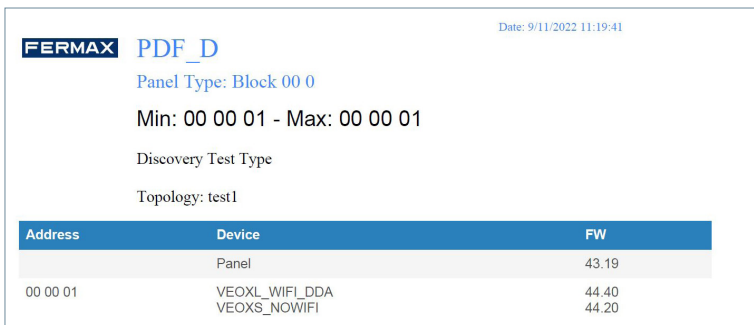 Date: 9/11/2022 11:19:41
FERMAX PDF_D
Panel Type: Block 00 0
Min: 00 00 01 - Max: 00 00 01
Discovery Test Type
Topology: test1
Address Device FW
Panel 43.19
00 00 01 VEOXL_WIFI_DDA 44.40
VEOXS_NOWIFI 44.20